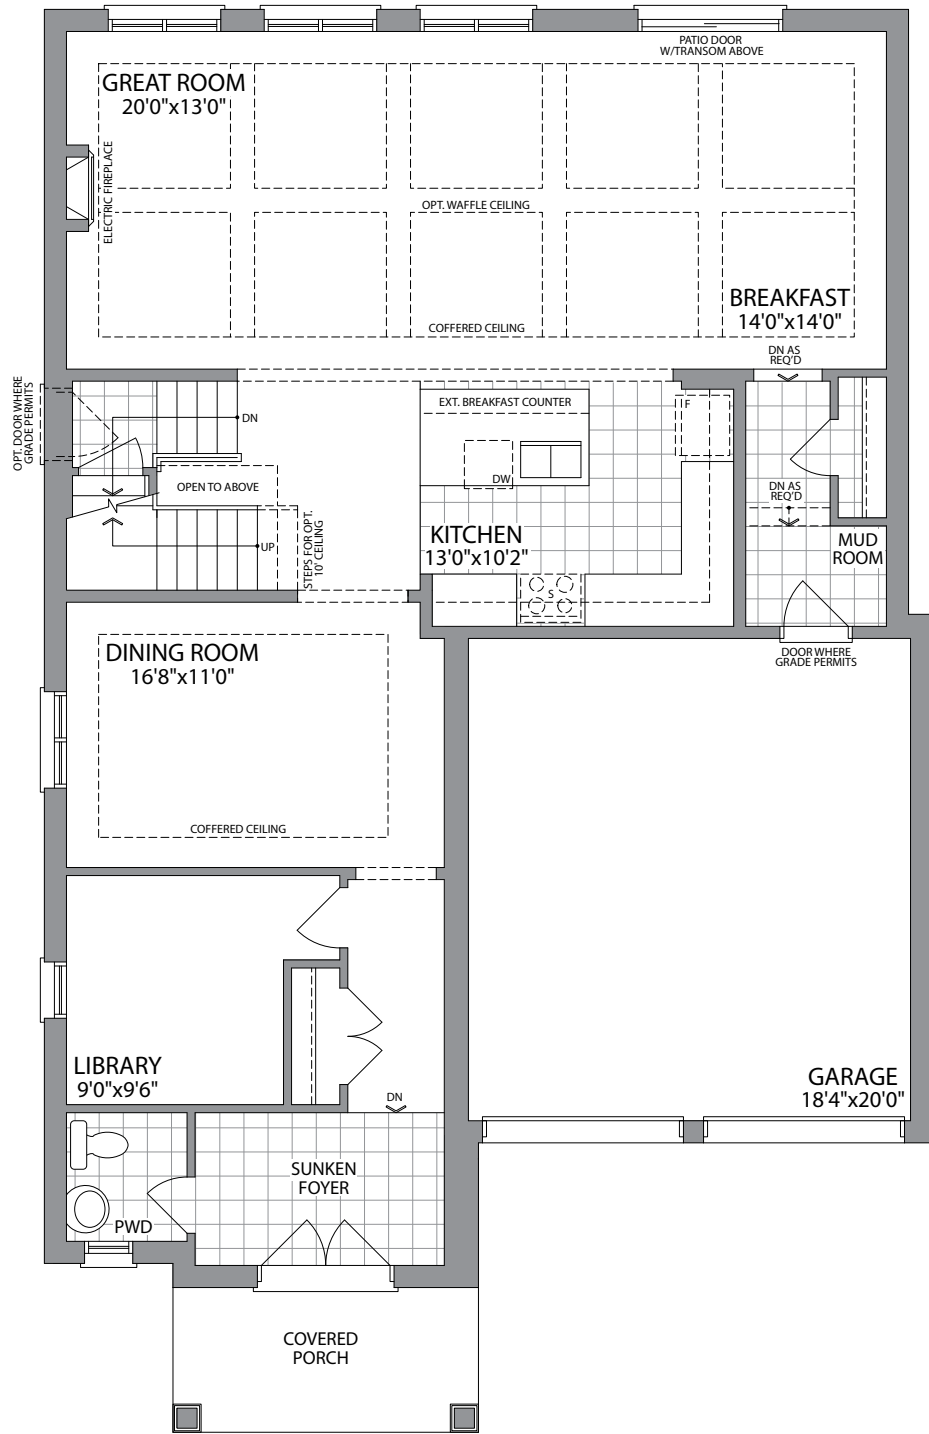 PATIO DOOR
W/TRANSOM ABOVE
GREAT ROOM
20'0"x13'0"
ELECTRIC FIREPLACE
OPT. WAFFLE CEILING
BREAKFAST
14'0"x14'0"
COFFERED CEILING
DN AS
REQ'D
OPT. DOOR WHERE
GRADE PERMITS
DN
EXT. BREAKFAST COUNTER
F
OPEN TO ABOVE
DW
DN AS
REQ'D
UP
STEPS FOR OPT.
10' CEILING
KITCHEN
13'0"x10'2"
MUD
ROOM
S
DINING ROOM
16'8"x11'0"
DOOR WHERE
GRADE PERMITS
COFFERED CEILING
LIBRARY
9'0"x9'6"
GARAGE
18'4"x20'0"
DN
SUNKEN
FOYER
PWD
COVERED
PORCH